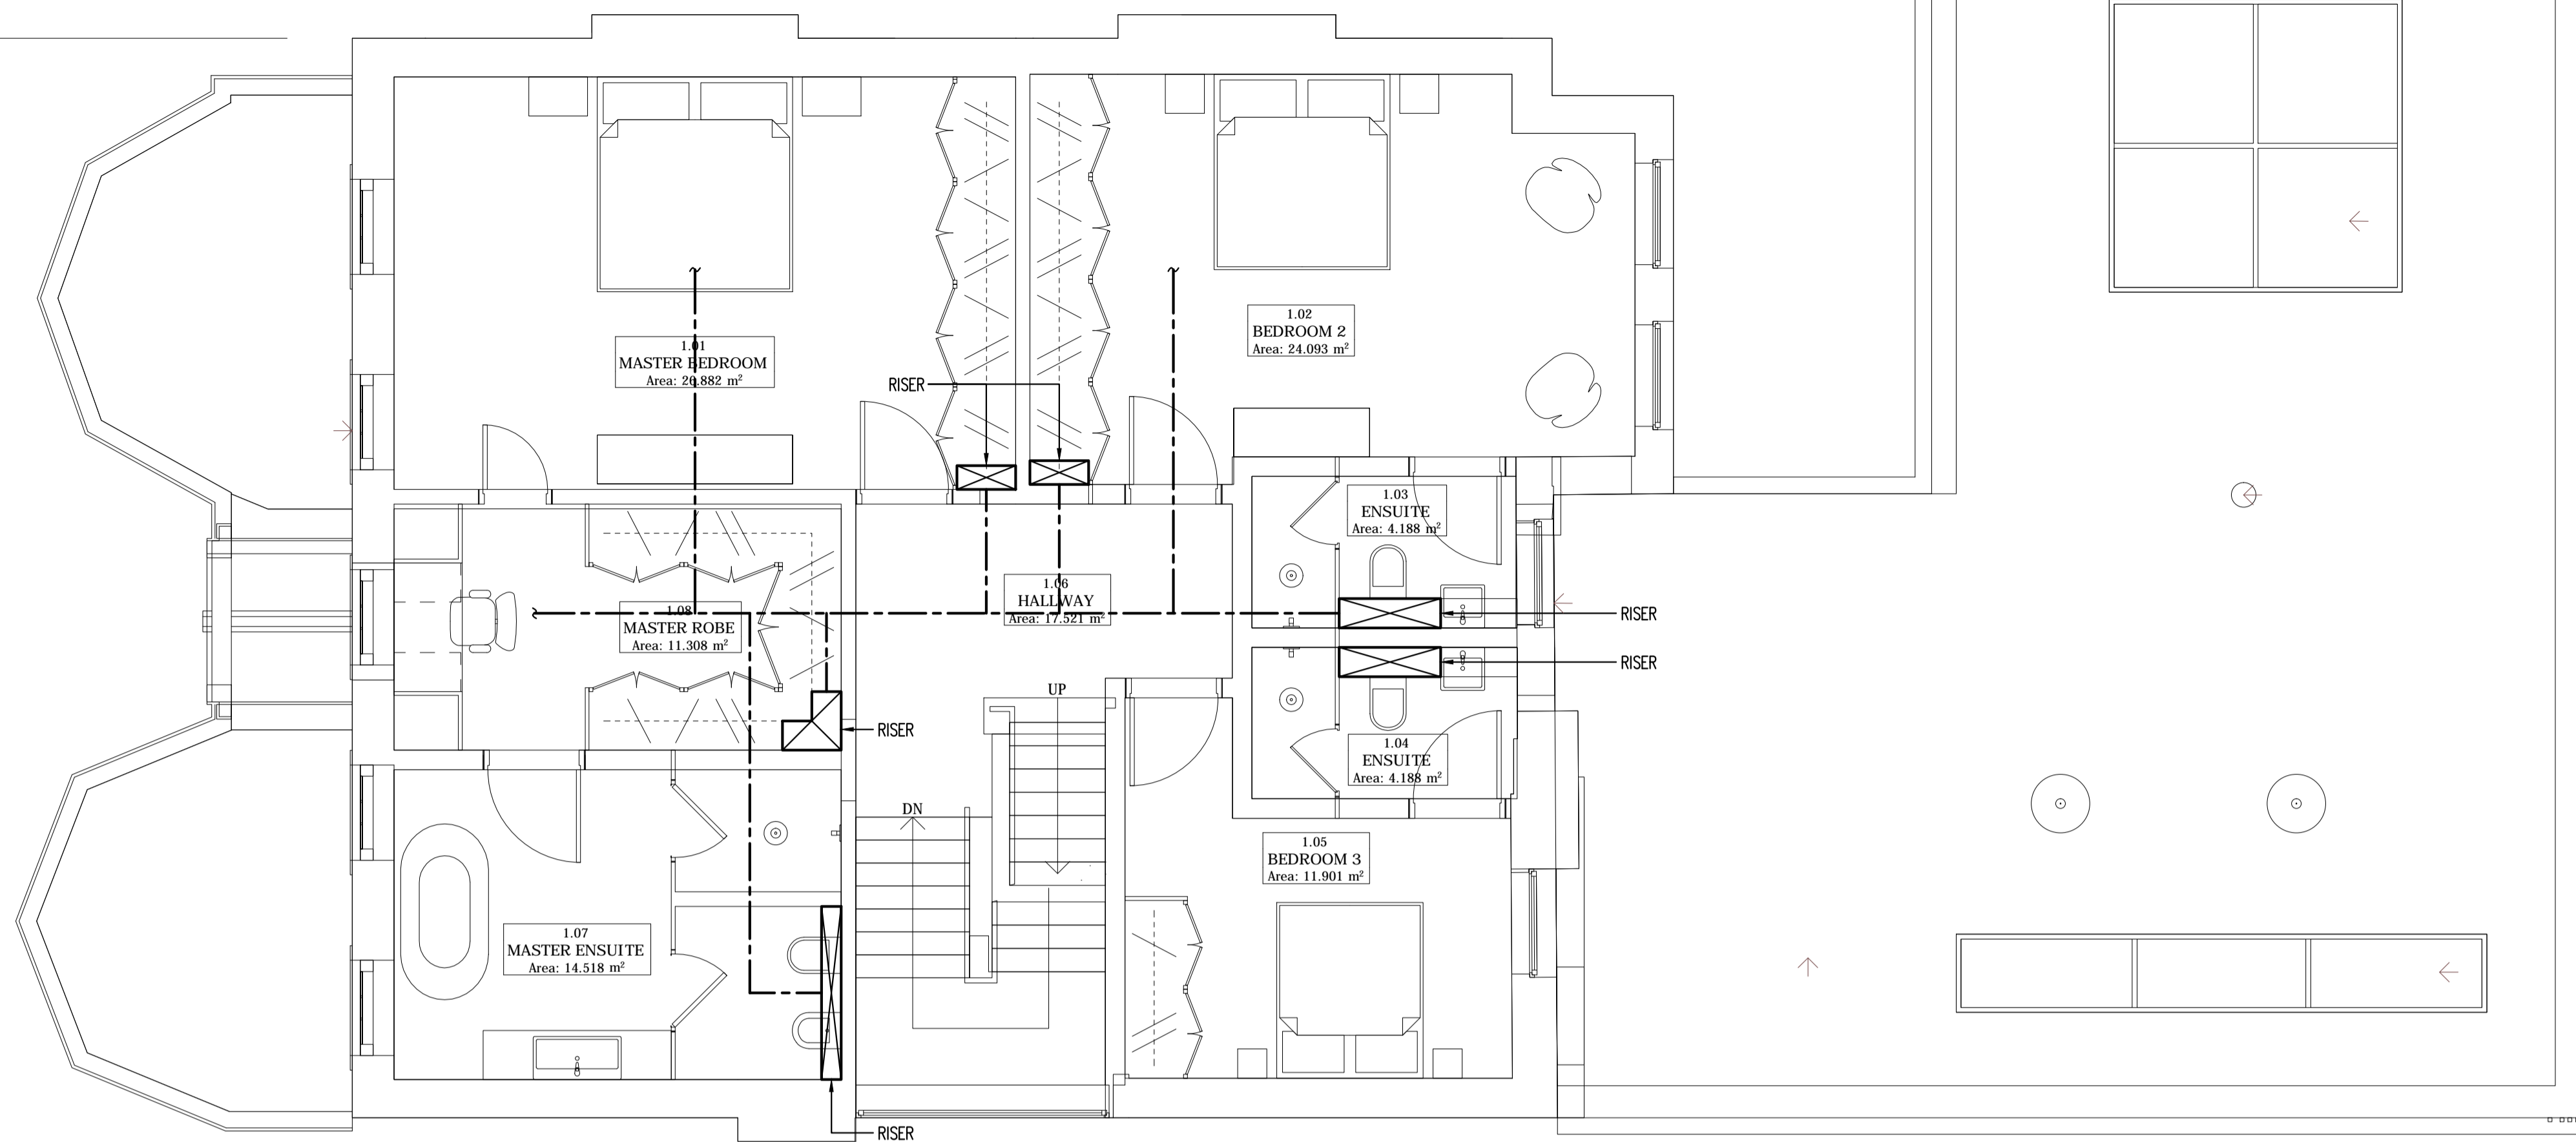 1.01
MASTER BEDROOM
Area: 20.882 m²
1.02
BEDROOM 2
Area: 24.093 m²
RISER
1.03
ENSUITE
Area: 4.188 m²
1.06
HALLWAY
Area: 17.521 m²
1.08
MASTER ROBE
Area: 11.308 m²
RISER
RISER
UP
RISER
1.04
ENSUITE
Area: 4.188 m²
DN
1.05
BEDROOM 3
Area: 11.901 m²
1.07
MASTER ENSUITE
Area: 14.518 m²
RISER